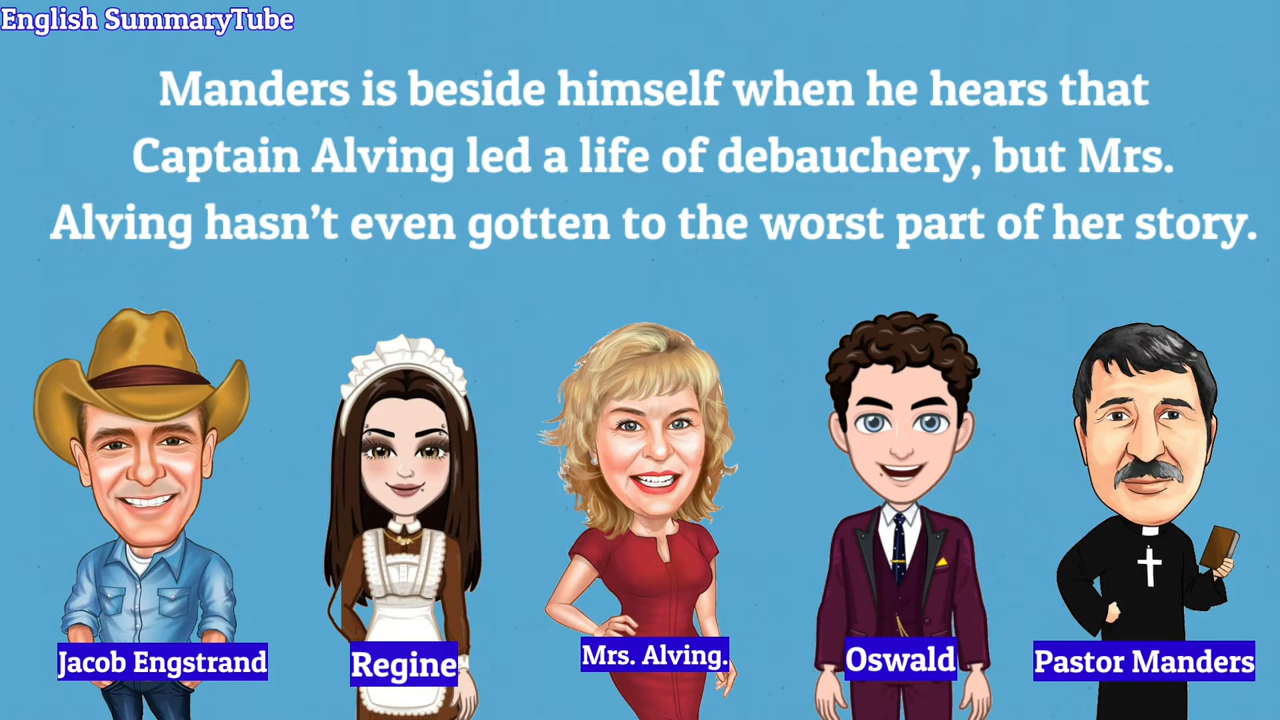 English SummaryTube
Manders is beside himself when he hears that
Captain Alving led a life of debauchery, but Mrs.
Alving hasn’t even gotten to the worst part of her story.
Jacob Engstrand
Regine
Mrs. Alving.
Oswald
Pastor Manders